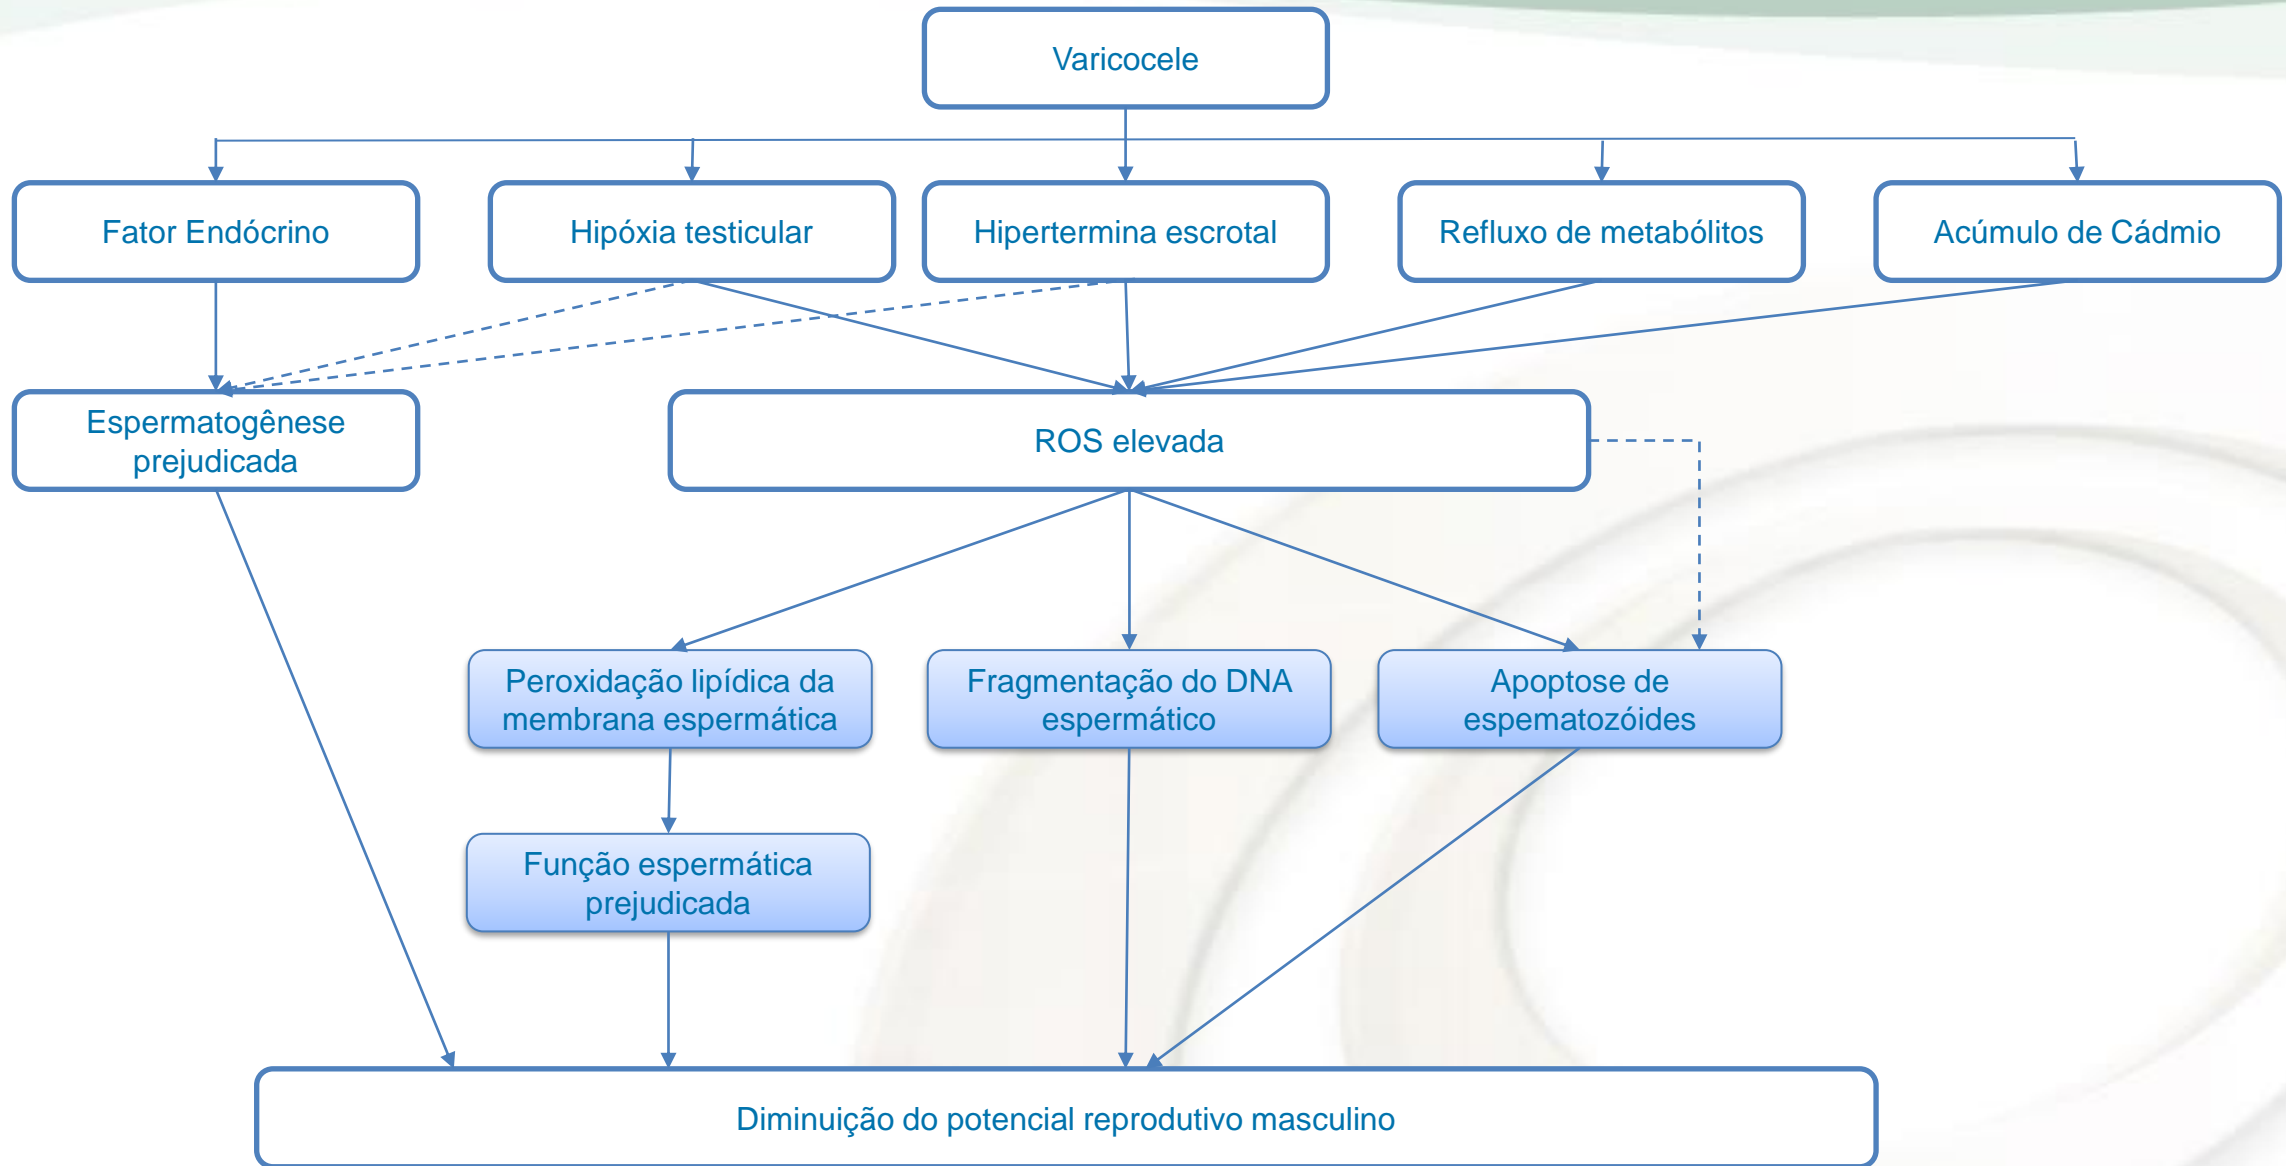 Varicocele
Fator Endócrino
Hipóxia testicular
Hipertermina escrotal
Refluxo de metabólitos
Acúmulo de Cádmio
Espermatogênese
prejudicada
ROS elevada
Peroxidação lipídica da
membrana espermática
Fragmentação do DNA
espermático
Apoptose de
espematozóides
Função espermática
prejudicada
Diminuição do potencial reprodutivo masculino